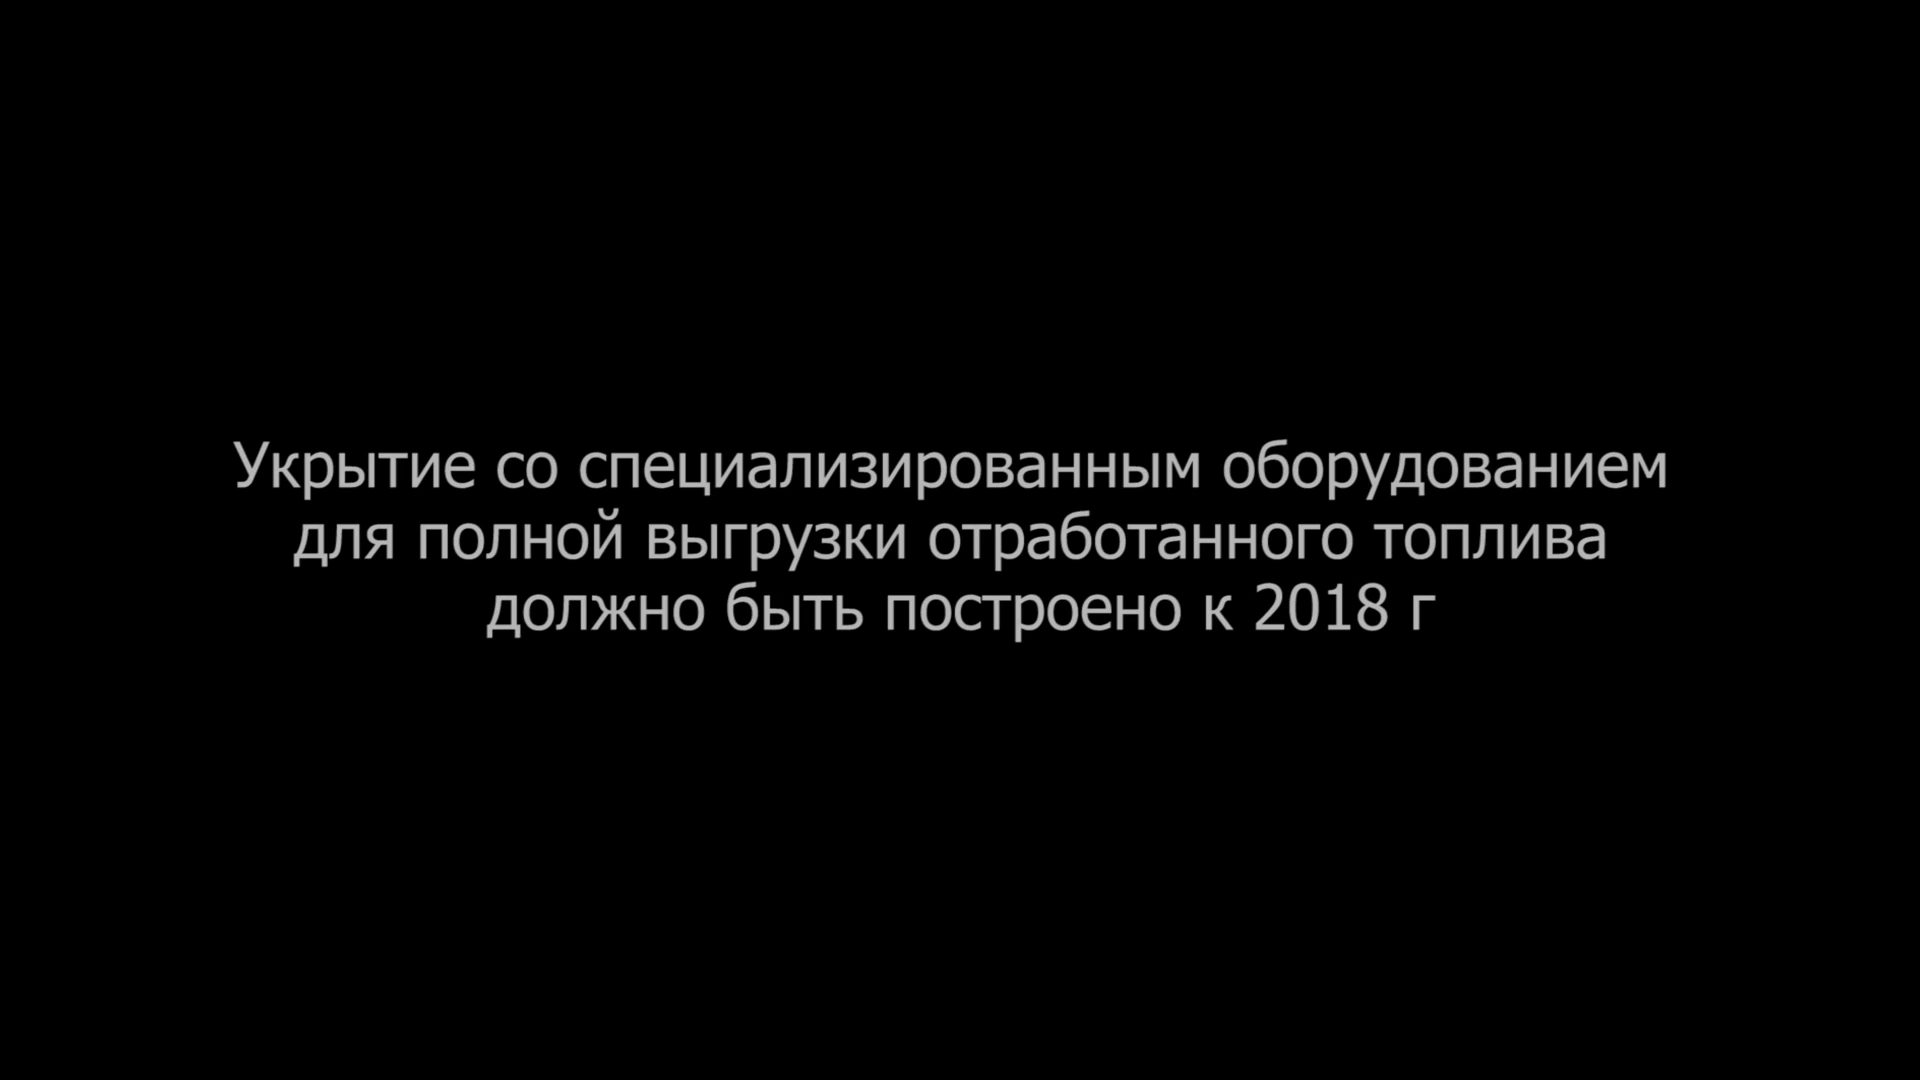 Укрытие со специализированным оборудованием
для полной выгрузки отработанного топлива
должно быть построено к 2018 г